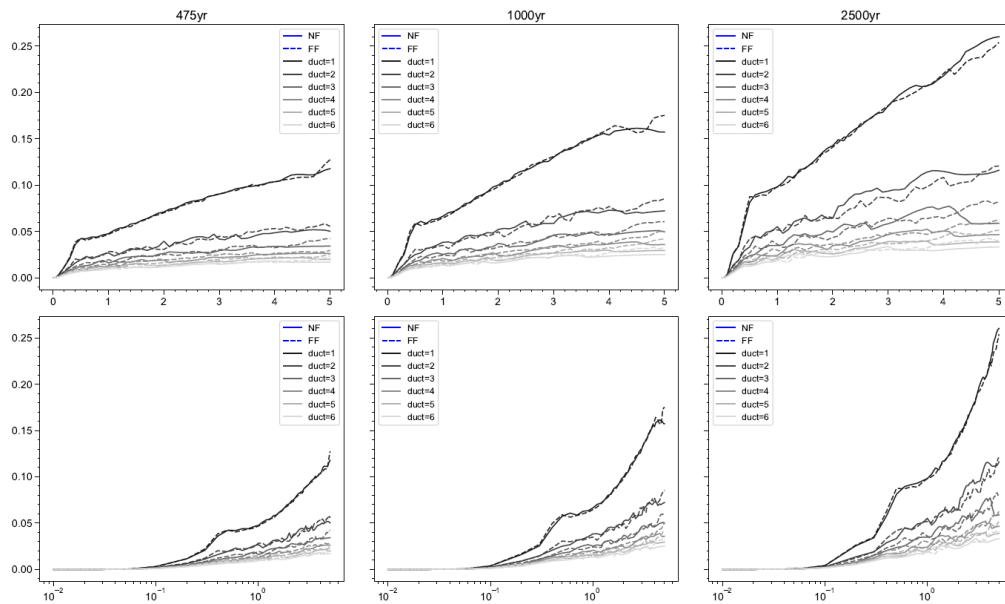 475yr
1000yr
2500yr
0.25
0.20
0.15
0.10
0.05
0.00
NF
FF
duct=1
duct=2
duct=3
duct=4
duct=5
duct=6
0 1 2 3 4 5
NF
FF
duct=1
duct=2
duct=3
duct=4
duct=5
duct=6
0 1 2 3 4 5
NF
FF
duct=1
duct=2
duct=3
duct=4
duct=5
duct=6
0 1 2 3 4 5
0.25
0.20
0.15
0.10
0.05
0.00
NF
FF
duct=1
duct=2
duct=3
duct=4
duct=5
duct=6
10⁻² 10⁻¹ 10⁰
NF
FF
duct=1
duct=2
duct=3
duct=4
duct=5
duct=6
10⁻² 10⁻¹ 10⁰
NF
FF
duct=1
duct=2
duct=3
duct=4
duct=5
duct=6
10⁻² 10⁻¹ 10⁰